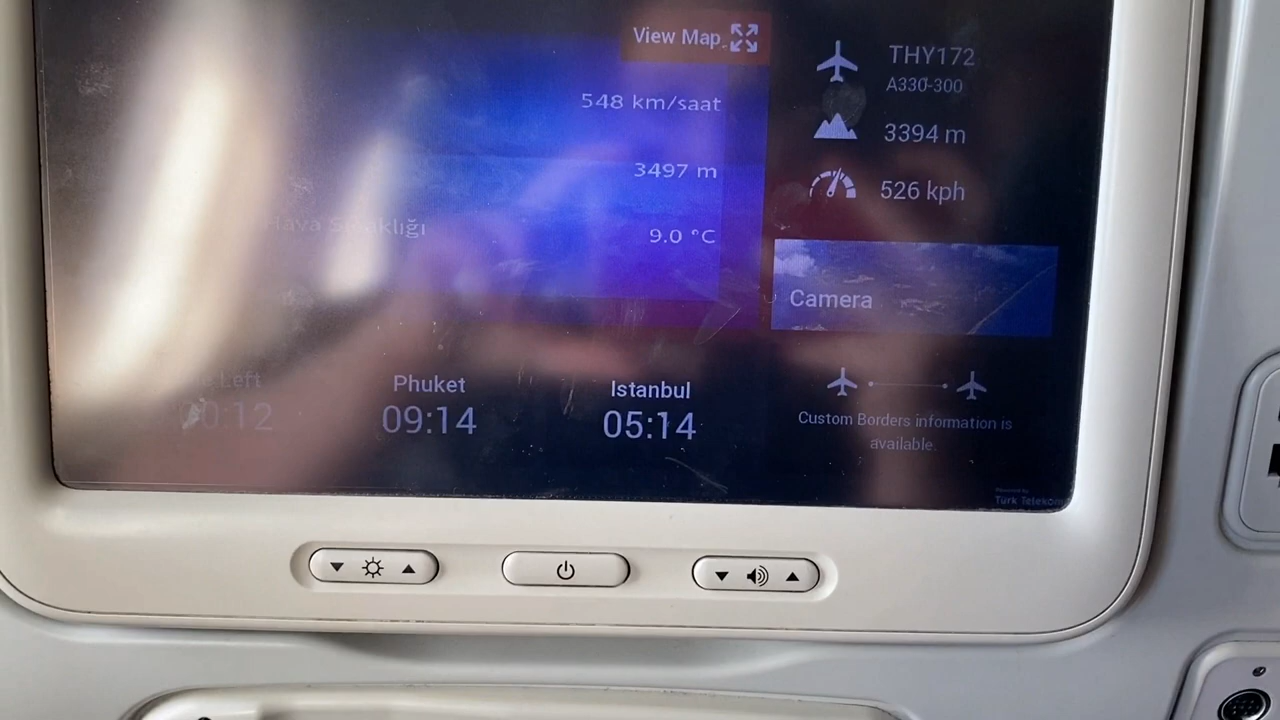 View Map
548 km/saat
3497 m
Sıcaklığı
9.0 °C
THY172
A330-300
3394 m
526 kph
Camera
Left
0:12
Phuket
09:14
Istanbul
05:14
Custom Borders information is
available.
Türk Telekom